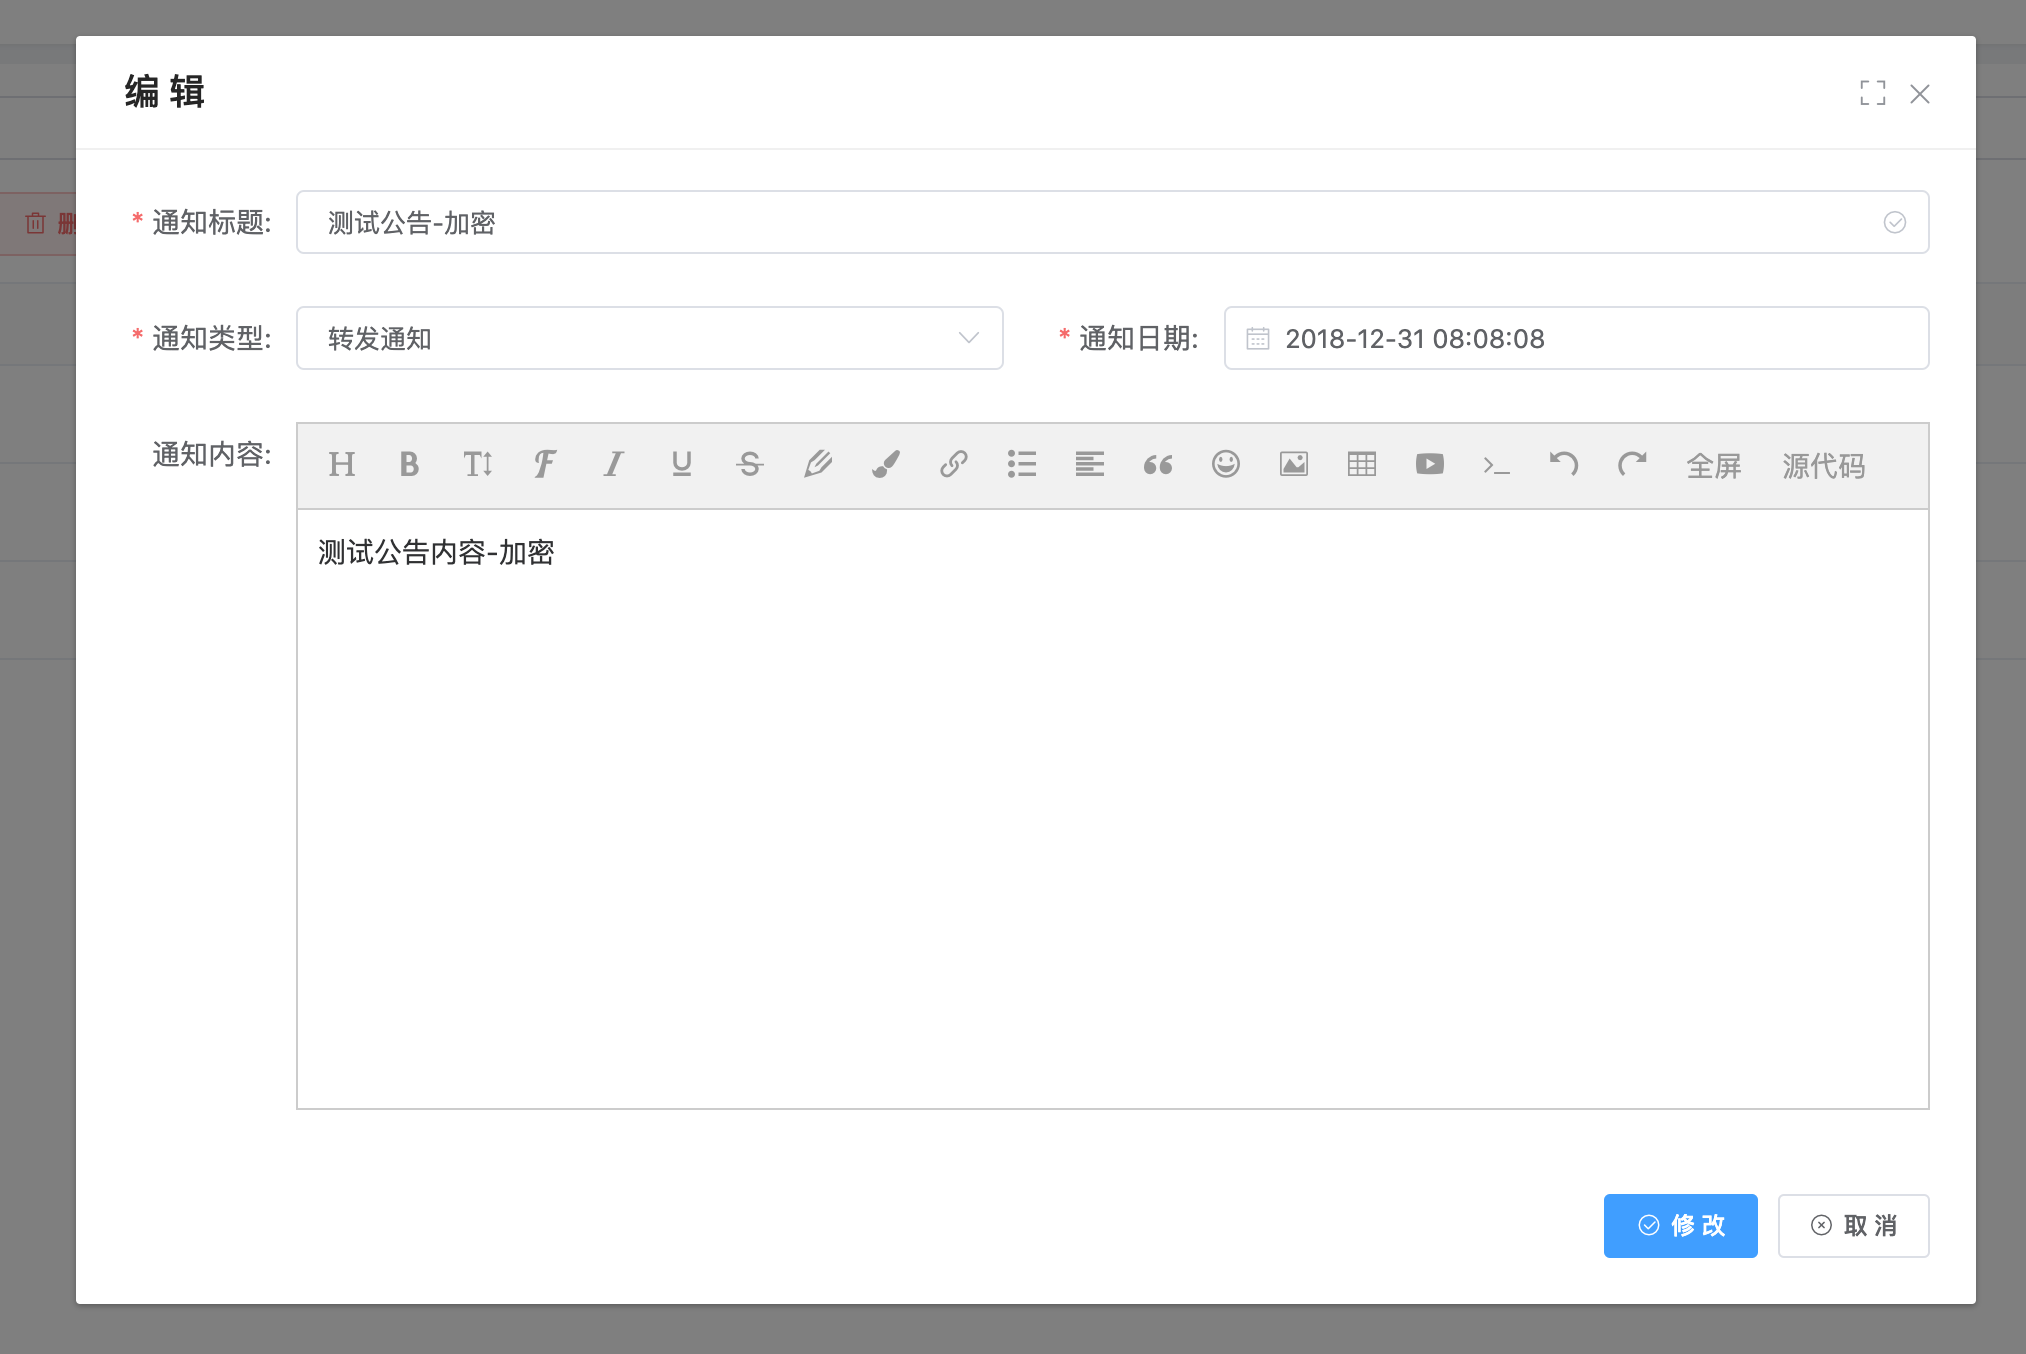 编 辑
* 通知标题: 测试公告-加密
* 通知类型: 转发通知 * 通知日期: 2018-12-31 08:08:08
通知内容: 全屏 源代码
测试公告内容-加密
修 改 取 消